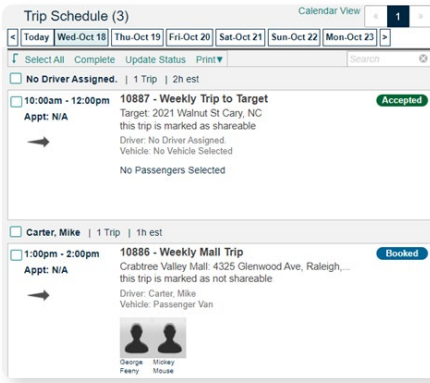 Trip Schedule (3)
Calendar View
« 1 »
< Today Wed-Oct 18 Thu-Oct 19 Fri-Oct 20 Sat-Oct 21 Sun-Oct 22 Mon-Oct 23 >
Select All Complete Update Status Print▼ Search
No Driver Assigned. | 1 Trip | 2h est
10:00am - 12:00pm 10887 - Weekly Trip to Target Accepted
Appt: N/A Target: 2021 Walnut St Cary, NC
this trip is marked as shareable
Driver: No Driver Assigned.
Vehicle: No Vehicle Selected
No Passengers Selected
Carter, Mike | 1 Trip | 1h est
1:00pm - 2:00pm 10886 - Weekly Mall Trip Booked
Appt: N/A Crabtree Valley Mall: 4325 Glenwood Ave, Raleigh,...
this trip is marked as not shareable
Driver: Carter, Mike
Vehicle: Passenger Van
George Mickey
Feeny Mouse